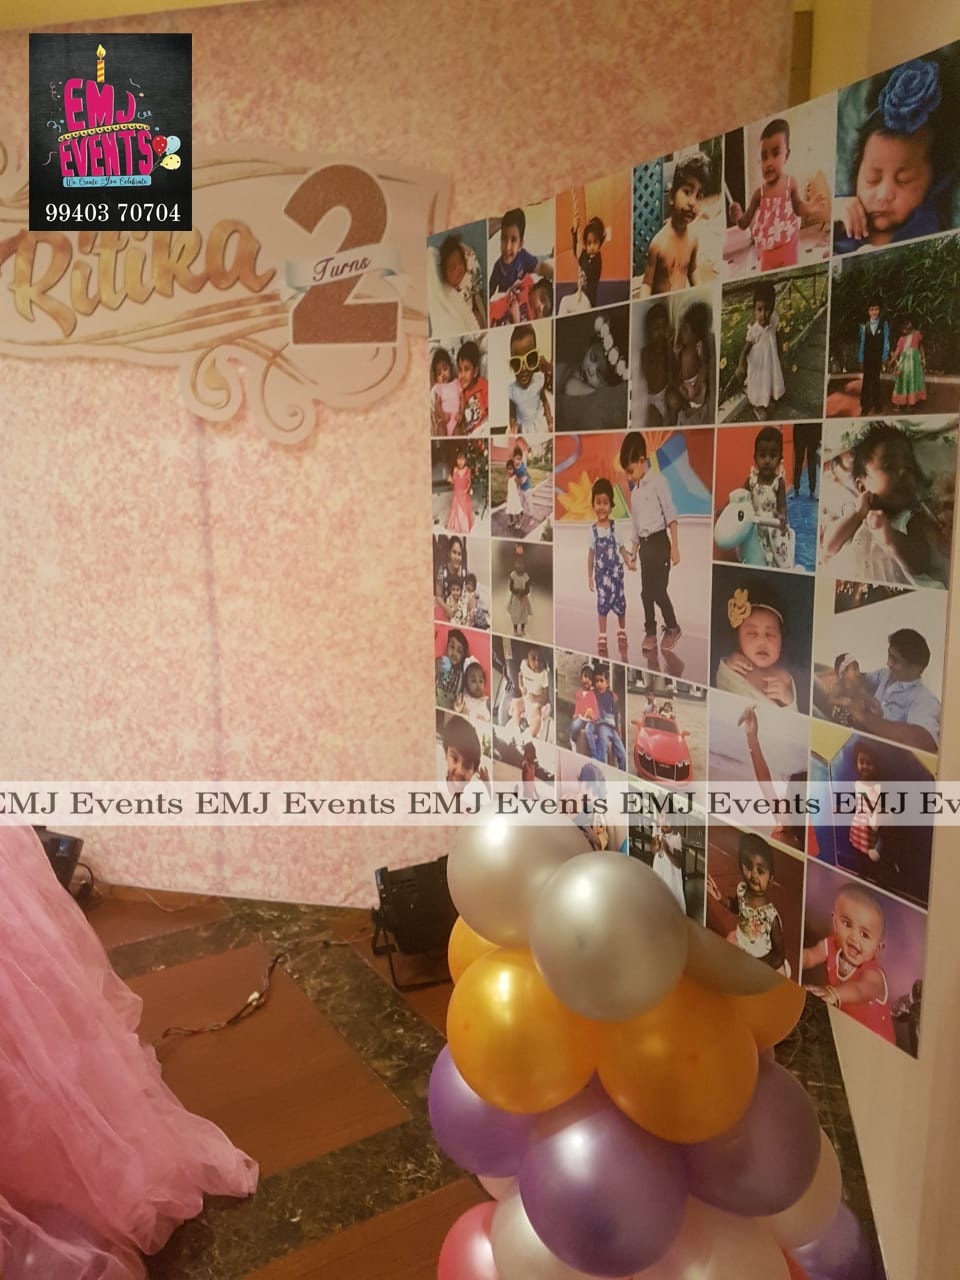 EMJ
EVENTS
We Create You Celebrate
99403 70704
Ritika
Turns
2
EMJ Events EMJ Events EMJ Events EMJ Events EMJ Ev